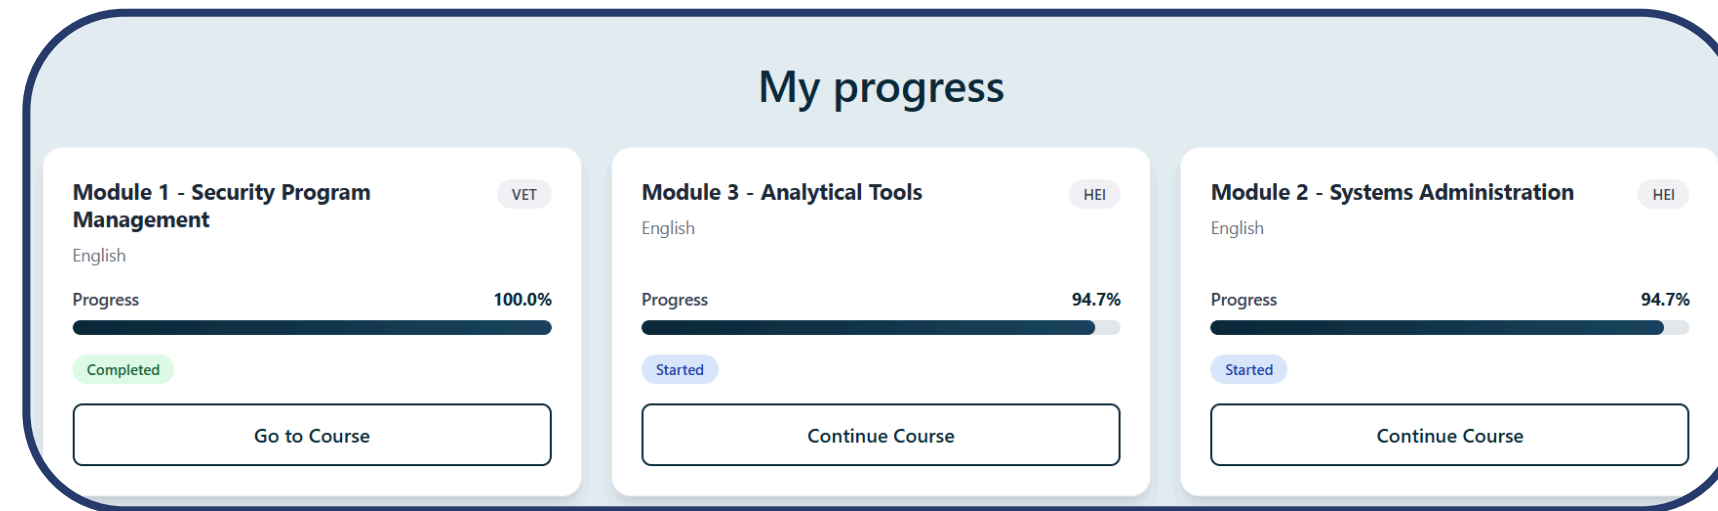 My progress
Module 1 - Security Program
Management
VET
English
Progress
100.0%
Completed
Go to Course
Module 3 - Analytical Tools
HEI
English
Progress
94.7%
Started
Continue Course
Module 2 - Systems Administration
HEI
English
Progress
94.7%
Started
Continue Course